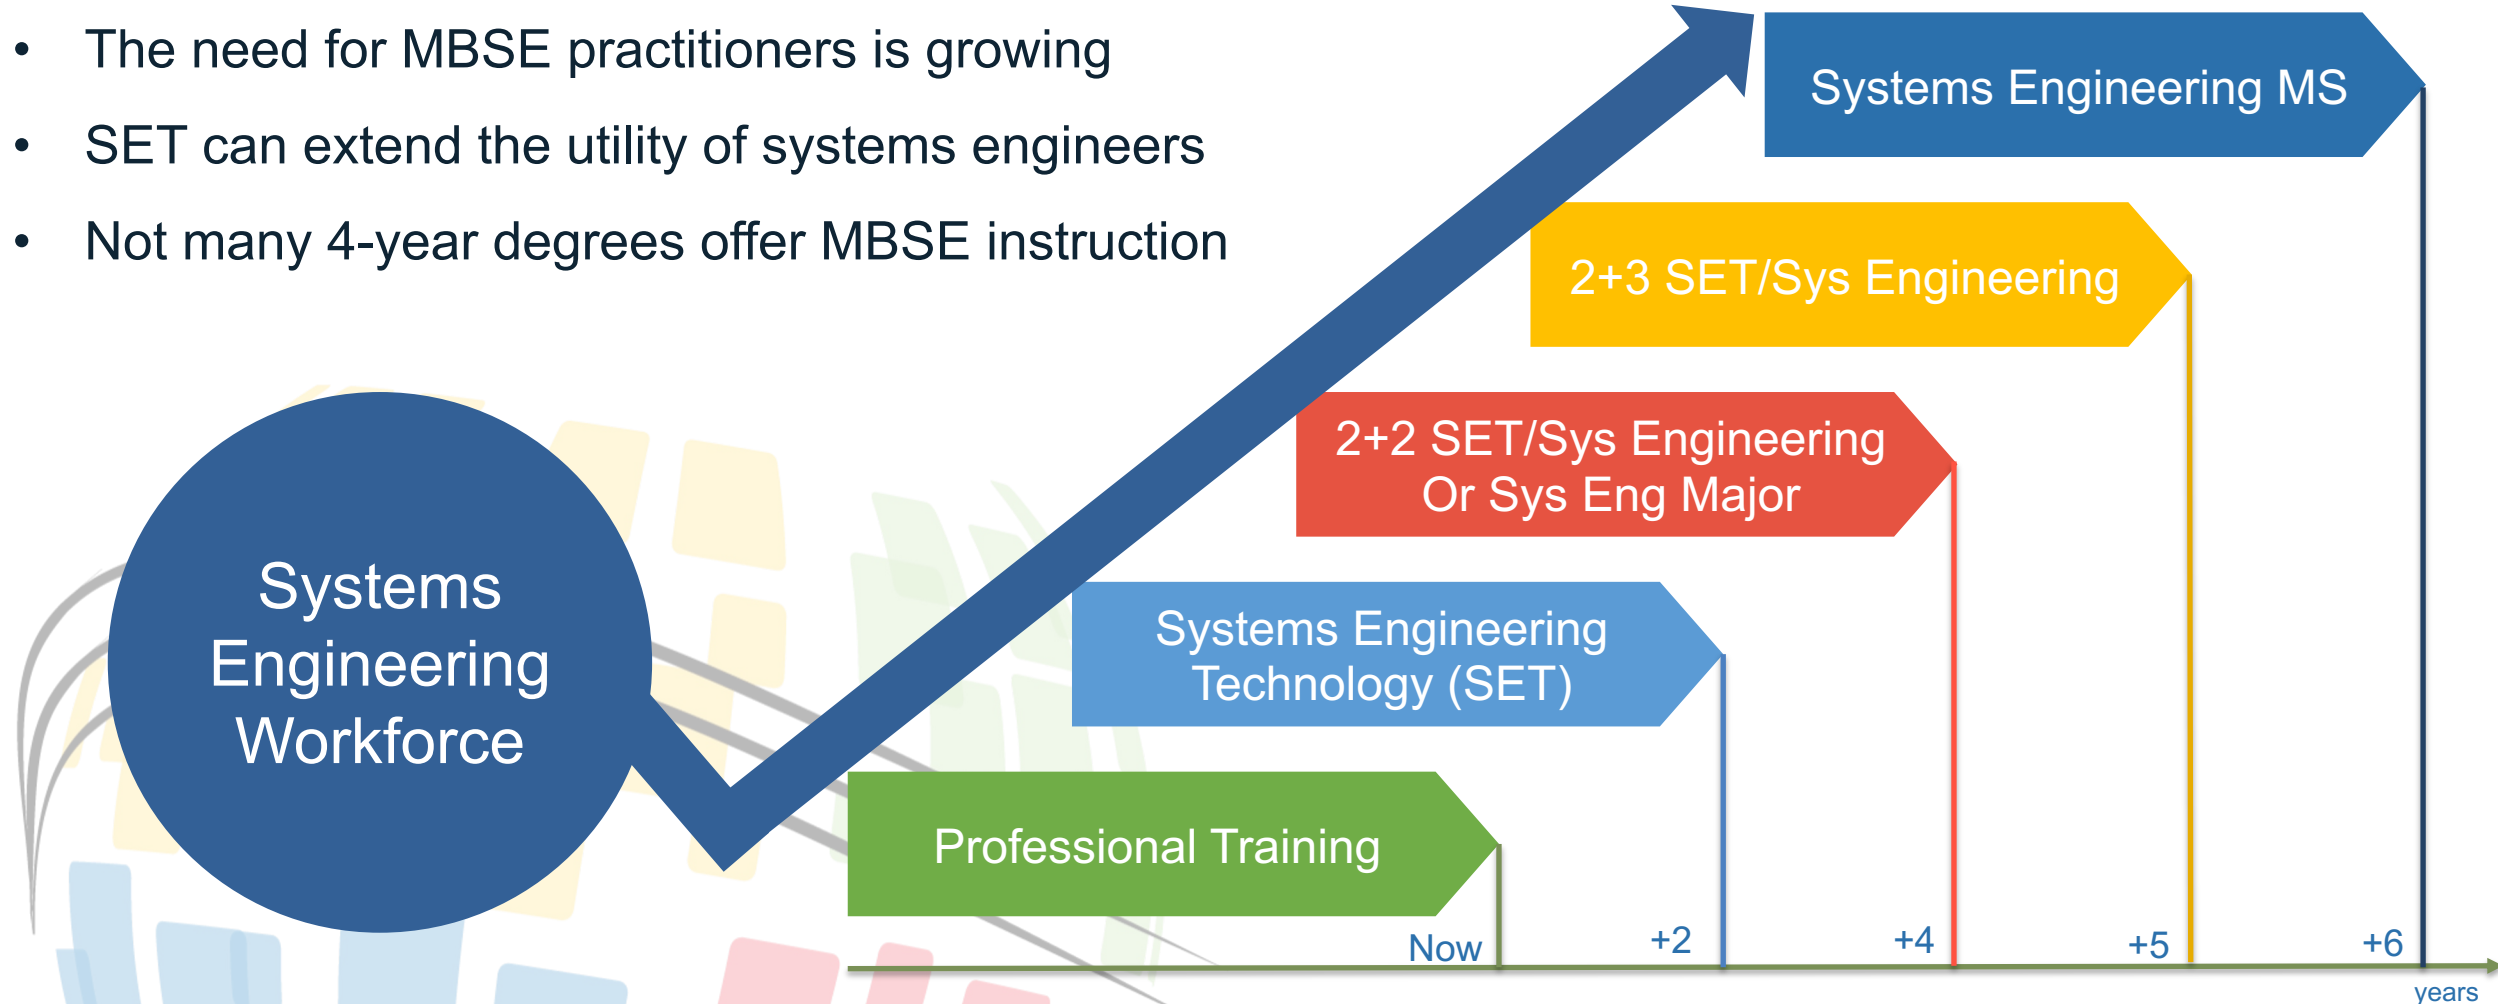 • The need for MBSE practitioners is growing
• SET can extend the utility of systems engineers
• Not many 4-year degrees offer MBSE instruction
Systems Engineering MS
2+3 SET/Sys Engineering
2+2 SET/Sys Engineering
Or Sys Eng Major
Systems Engineering
Technology (SET)
Professional Training
Systems
Engineering
Workforce
Now
+2
+4
+5
+6
years